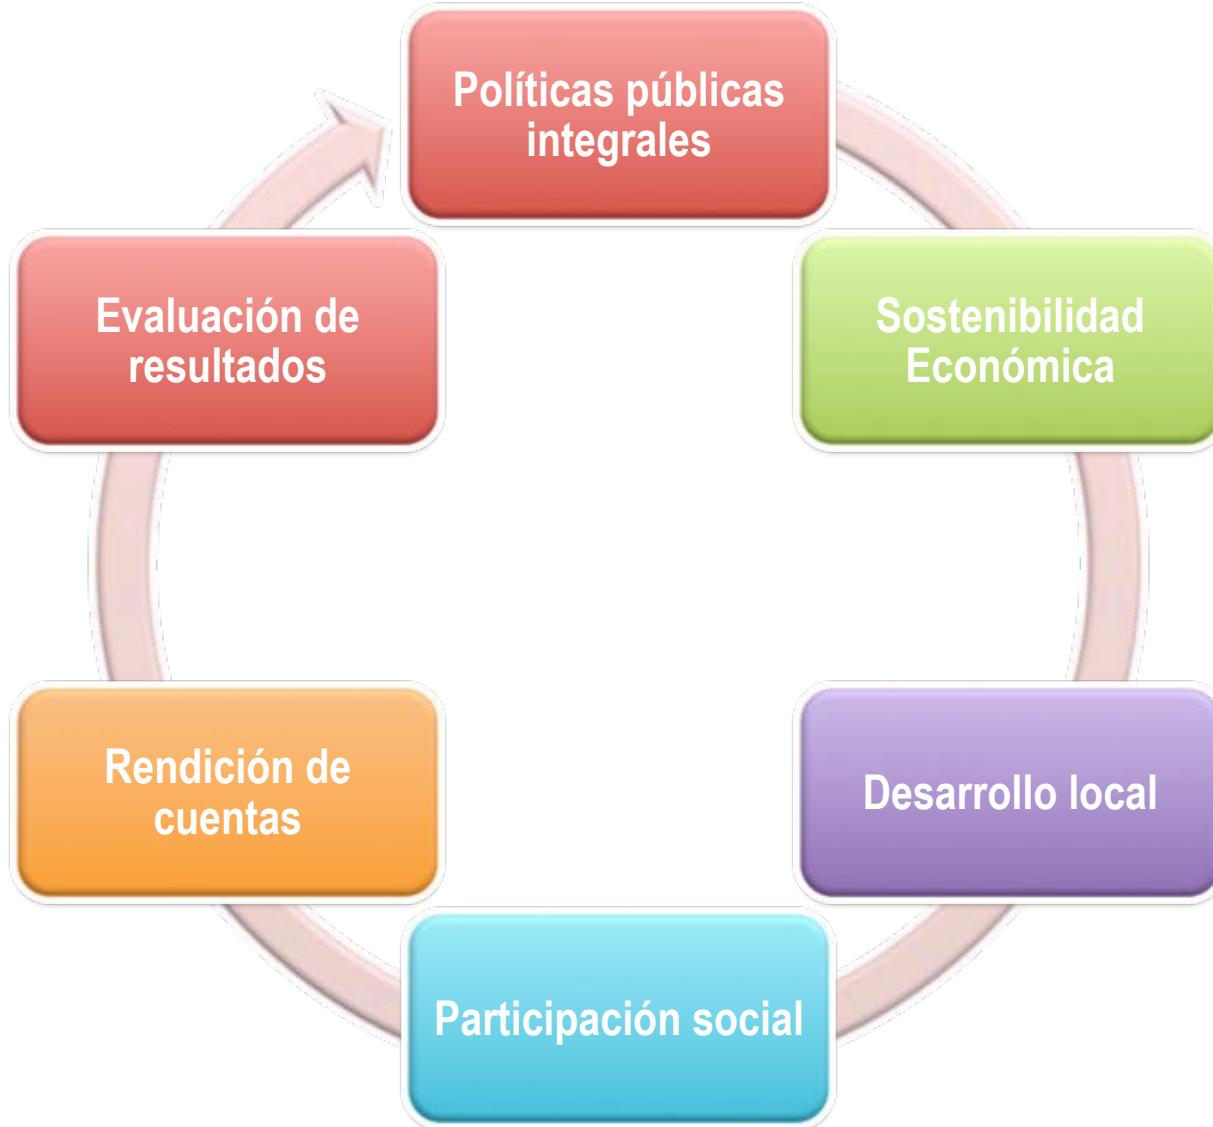 Políticas públicas
integrales
Sostenibilidad
Económica
Desarrollo local
Participación social
Rendición de
cuentas
Evaluación de
resultados